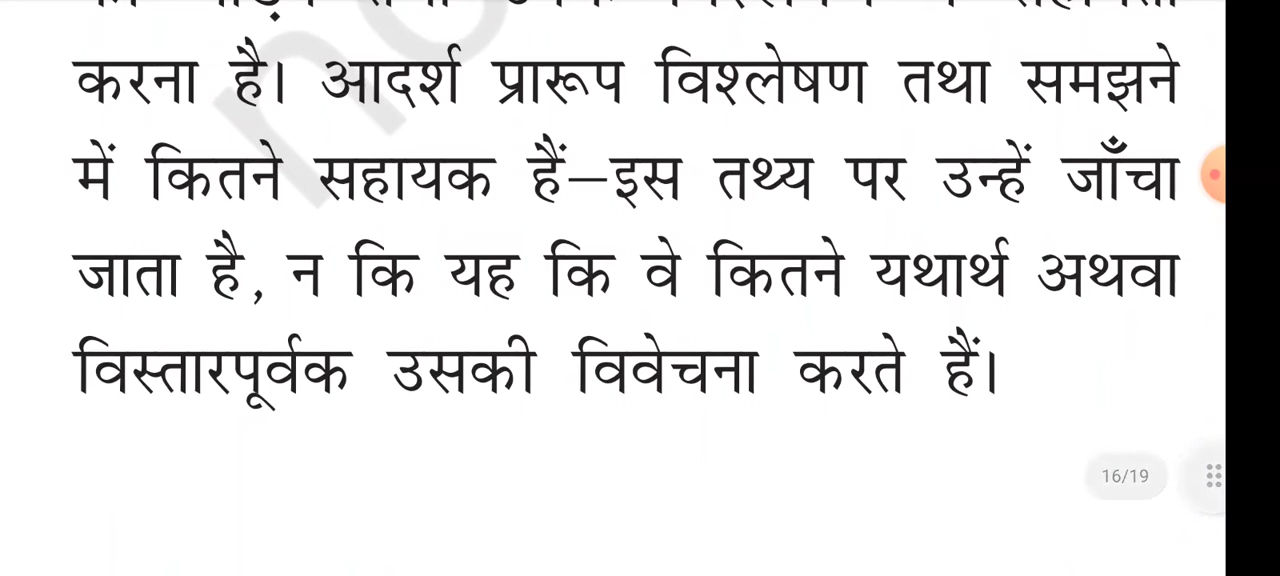 करना है। आदर्श प्रारूप विश्लेषण तथा समझने
में कितने सहायक हैं–इस तथ्य पर उन्हें जाँचा
जाता है, न कि यह कि वे कितने यथार्थ अथवा
विस्तारपूर्वक उसकी विवेचना करते हैं।
16/19